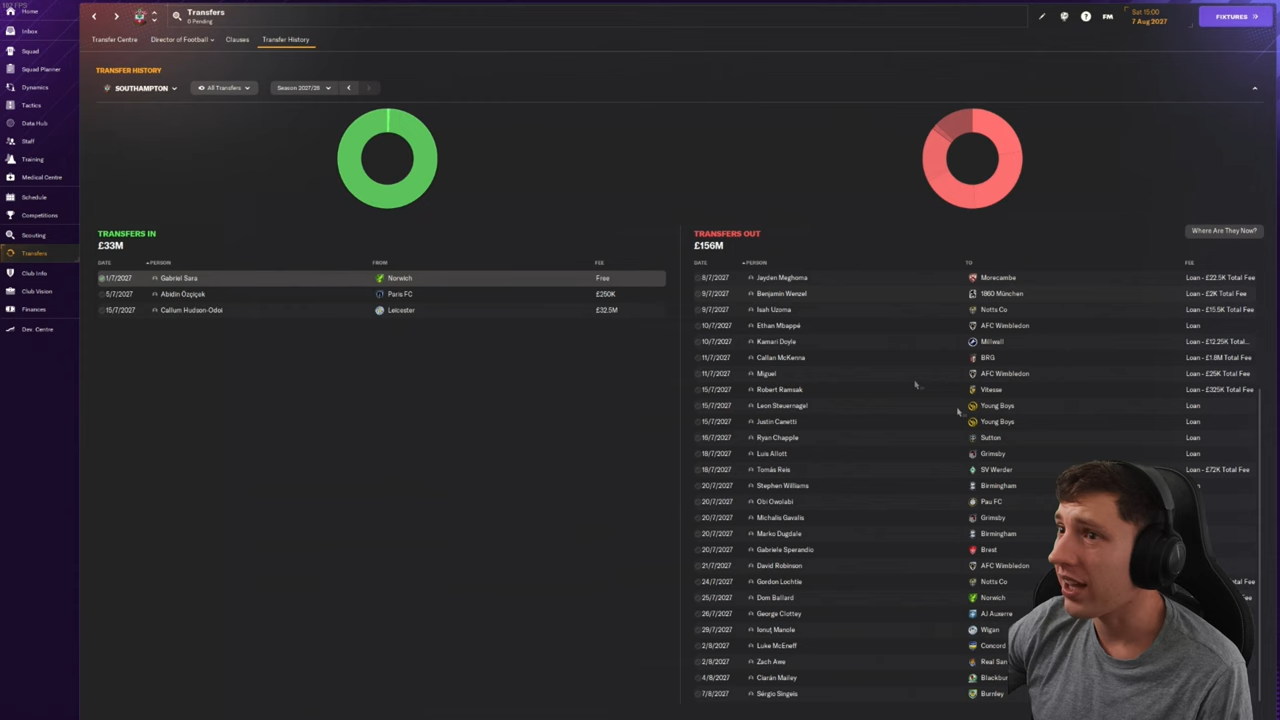 Home
Inbox
Squad
Squad Planner
Dynamics
Tactics
Data Hub
Staff
Training
Medical Centre
Schedule
Competitions
Scouting
Transfers
Club Info
Club Vision
Finances
Dev. Centre
Transfers
0 Pending
FM
Sat 15:00
7 Aug 2027
FIXTURES
Transfer Centre
Director of Football
Clauses
Transfer History
TRANSFER HISTORY
SOUTHAMPTON
All Transfers
Season 2027/28
TRANSFERS IN
£33M
DATE PERSON FROM FEE
1/7/2027 Gabriel Sara Norwich Free
5/7/2027 Abidin Özgiçek Paris FC £250K
15/7/2027 Callum Hudson-Odoi Leicester £32.5M
TRANSFERS OUT
£156M
Where Are They Now?
DATE PERSON TO FEE
8/7/2027 Jayden Meghoma Morecambe Loan - £22.5K Total Fee
9/7/2027 Benjamin Wenzel 1860 München Loan - £2K Total Fee
9/7/2027 Isah Uzoma Notts Co Loan - £15.5K Total Fee
10/7/2027 Ethan Mbappé AFC Wimbledon Loan
10/7/2027 Kamari Doyle Millwall Loan - £12.25K Total...
11/7/2027 Callan McKenna BRG Loan - £1.8M Total Fee
11/7/2027 Miguel AFC Wimbledon Loan - £25K Total Fee
15/7/2027 Robert Ramsak Vitesse Loan - £325K Total Fee
15/7/2027 Leon Steuernagel Young Boys Loan
15/7/2027 Justin Canetti Young Boys Loan
16/7/2027 Ryan Chapple Sutton Loan
18/7/2027 Luis Allott Grimsby Loan
18/7/2027 Tomás Reis SV Werder Loan - £72K Total Fee
20/7/2027 Stephen Williams Birmingham
20/7/2027 Obi Owolabi Pau FC
20/7/2027 Michalis Gavalis Grimsby
20/7/2027 Marko Dugdale Birmingham
20/7/2027 Gabriele Sperandio Brest
21/7/2027 David Robinson AFC Wimbledon
24/7/2027 Gordon Lochtie Notts Co tal Fee
25/7/2027 Dom Ballard Norwich Fee
26/7/2027 George Clottey AJ Auxerre
29/7/2027 Ionuț Manole Wigan
2/8/2027 Luke McEneff Concord
2/8/2027 Zach Awe Real San
4/8/2027 Ciarán Mailey Blackbur
7/8/2027 Sérgio Singeis Burnley